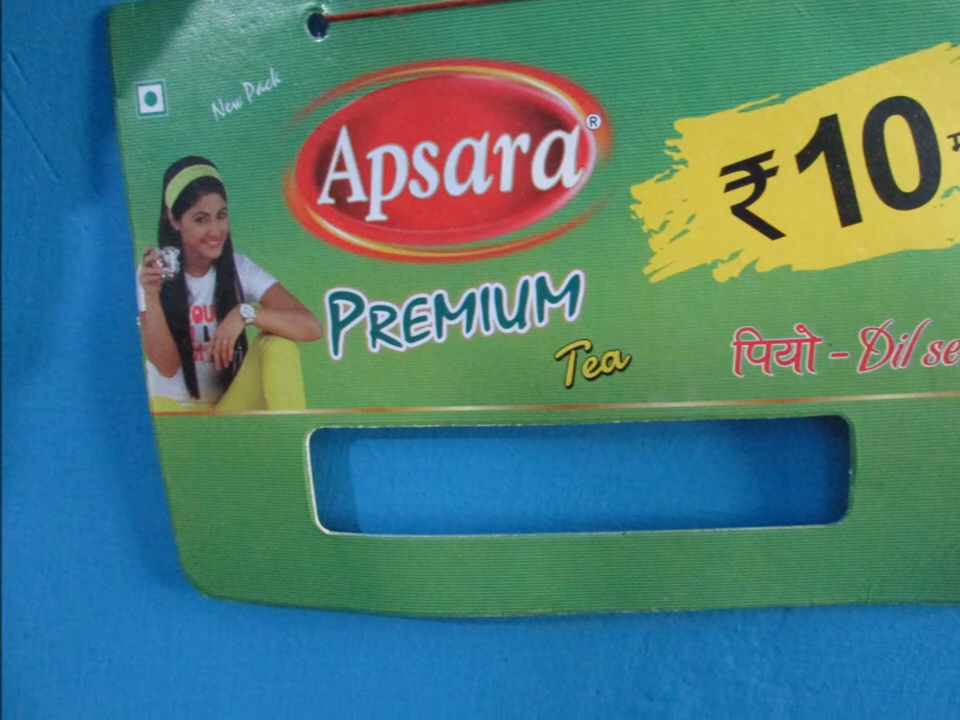 New Pack
Apsara®
₹10
PREMIUM
Tea
पियो - Dil se